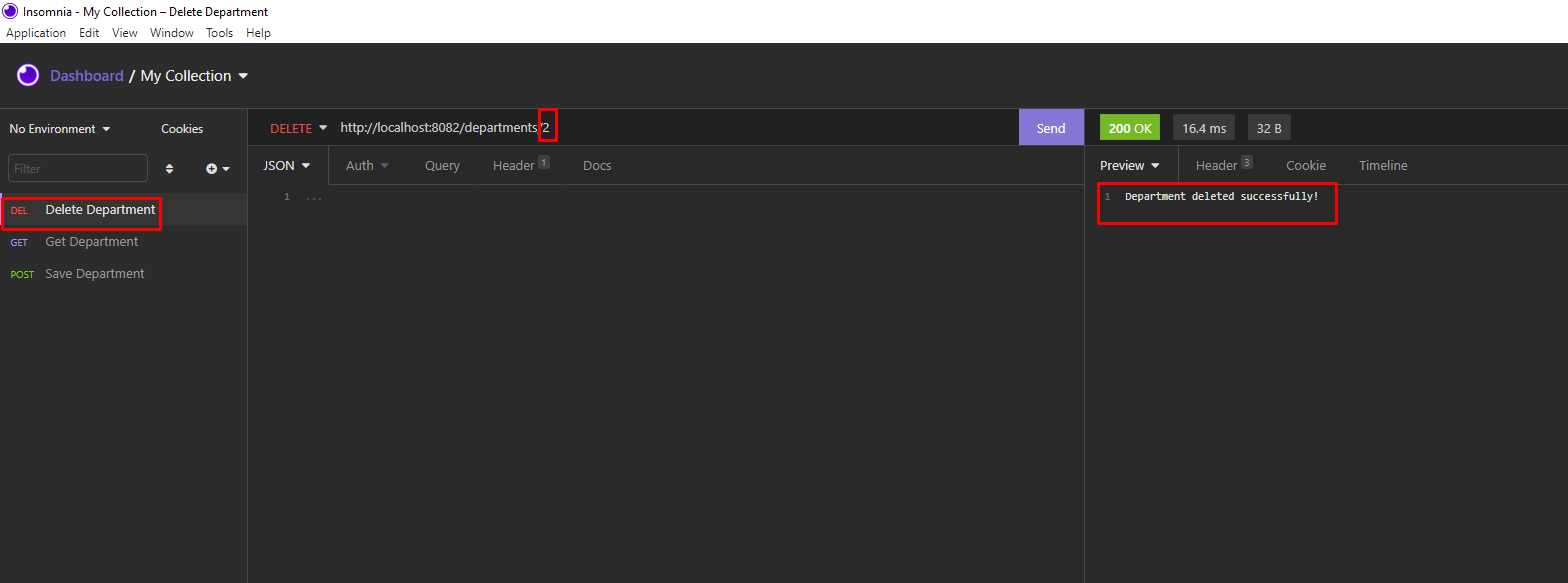 Insomnia - My Collection – Delete Department
Application Edit View Window Tools Help
Dashboard / My Collection
No Environment Cookies
Filter
DEL Delete Department
GET Get Department
POST Save Department
DELETE http://localhost:8082/departments/2 Send
JSON Auth Query Header 1 Docs
1 ...
200 OK 16.4 ms 32 B
Preview Header 3 Cookie Timeline
1 Department deleted successfully!